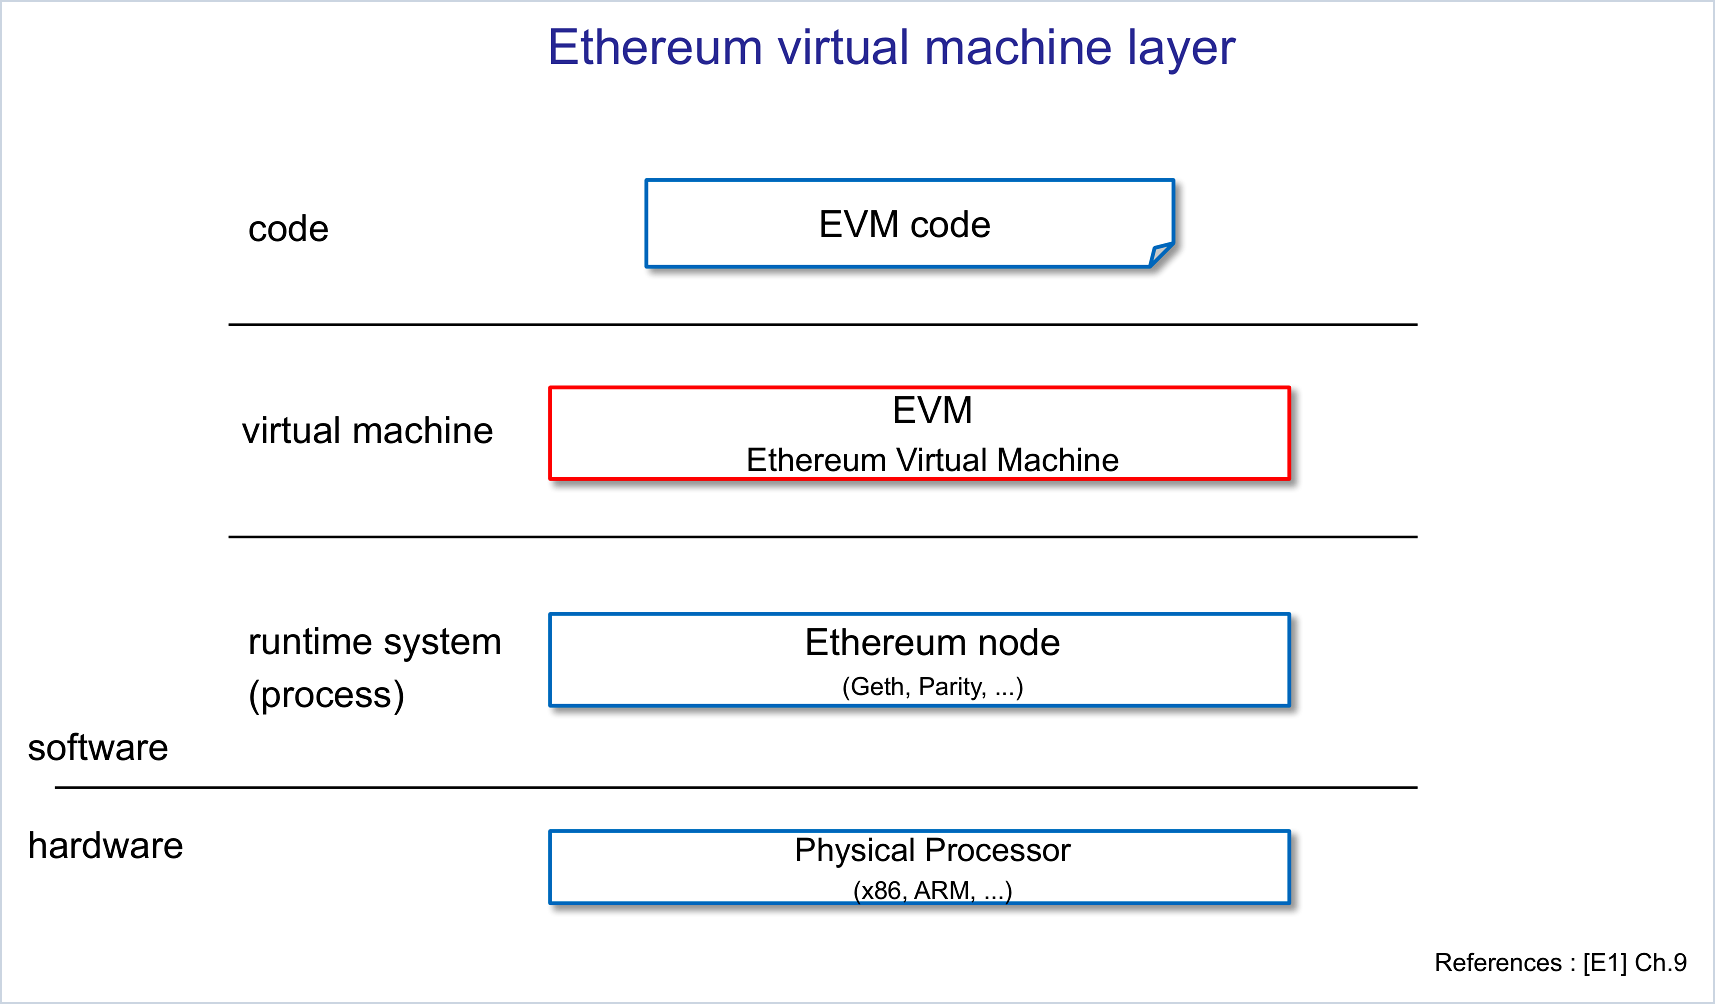 Ethereum virtual machine layer
code
EVM code
virtual machine
EVM
Ethereum Virtual Machine
runtime system
(process)
Ethereum node
(Geth, Parity, ...)
software
hardware
Physical Processor
(x86, ARM, ...)
References : [E1] Ch.9